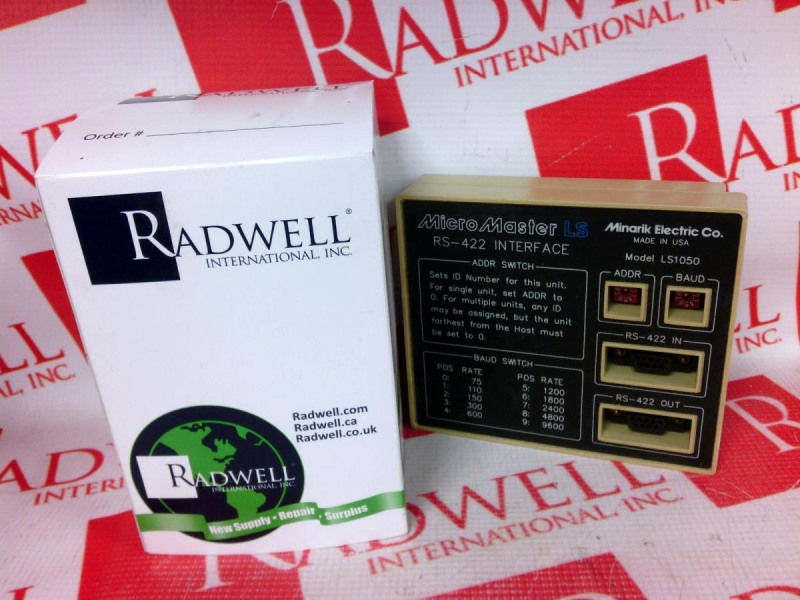 RADWELL
INTERNATIONAL, INC.
Order #
RADWELL®
INTERNATIONAL, INC.
Radwell.com
Radwell.ca
Radwell.co.uk
RADWELL
INTERNATIONAL, INC.
New Supply • Repair • Surplus
MicroMaster LS
RS-422 INTERFACE
Minarik Electric Co.
MADE IN USA
Model LS1050
ADDR SWITCH
Sets ID Number for this unit.
For single unit, set ADDR to
0. For multiple units, any ID
may be assigned, but the unit
forthest from the Host must
be set to 0.
BAUD SWITCH
POS RATE POS RATE
0: 75 5: 1200
1: 110 6: 1800
2: 150 7: 2400
3: 300 8: 4800
4: 600 9: 9600
ADDR BAUD
RS-422 IN
RS-422 OUT
RADWELL
INTERNATIONAL, INC.